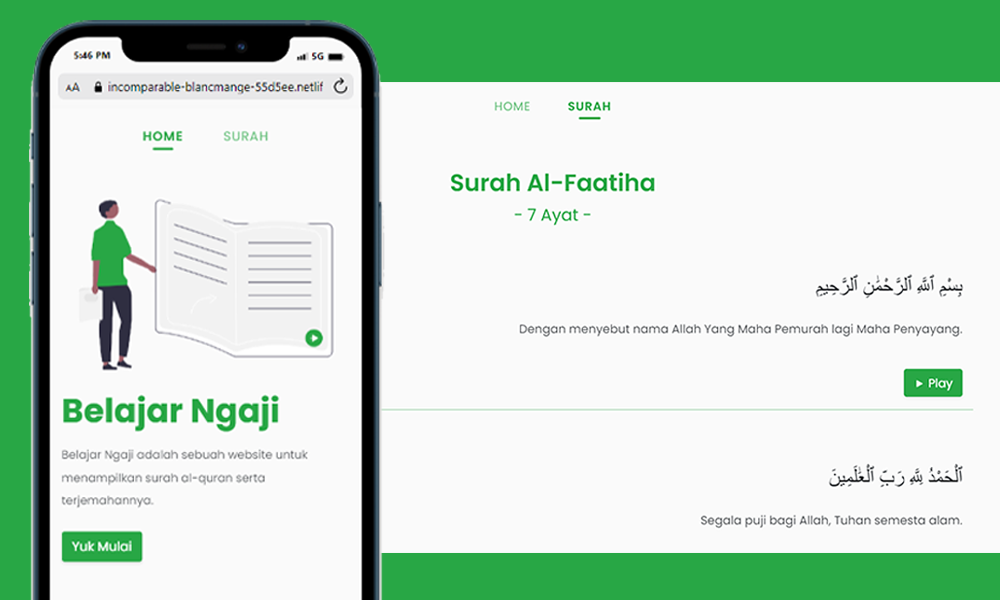 5:46 PM
5G
AA incomparable-blancmange-55d5ee.netlif
HOME SURAH
Belajar Ngaji
Belajar Ngaji adalah sebuah website untuk
menampilkan surah al-quran serta
terjemahannya.
Yuk Mulai
HOME SURAH
Surah Al-Faatiha
- 7 Ayat -
بِسْمِ ٱللَّهِ ٱلرَّحْمَٰنِ ٱلرَّحِيمِ
Dengan menyebut nama Allah Yang Maha Pemurah lagi Maha Penyayang.
Play
ٱلْحَمْدُ لِلَّهِ رَبِّ ٱلْعَٰلَمِينَ
Segala puji bagi Allah, Tuhan semesta alam.